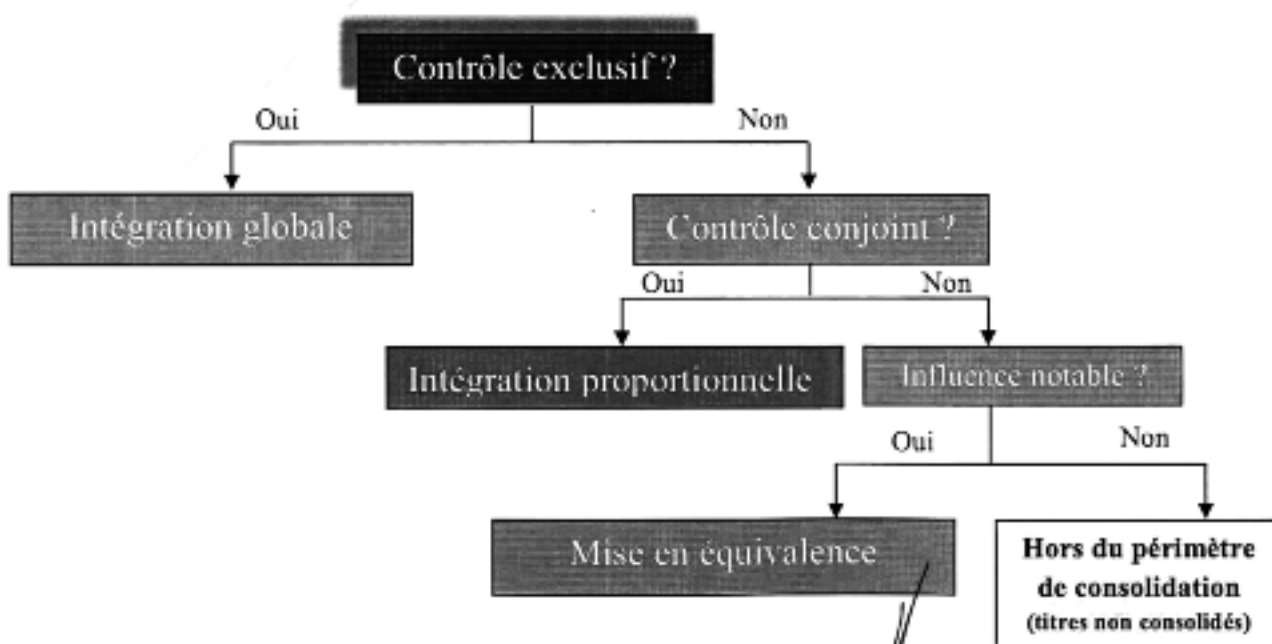 Contrôle exclusif ?
Oui
Non
Intégration globale
Contrôle conjoint ?
Oui
Non
Intégration proportionnelle
Influence notable ?
Oui
Non
Mise en équivalence
Hors du périmètre
de consolidation
(titres non consolidés)